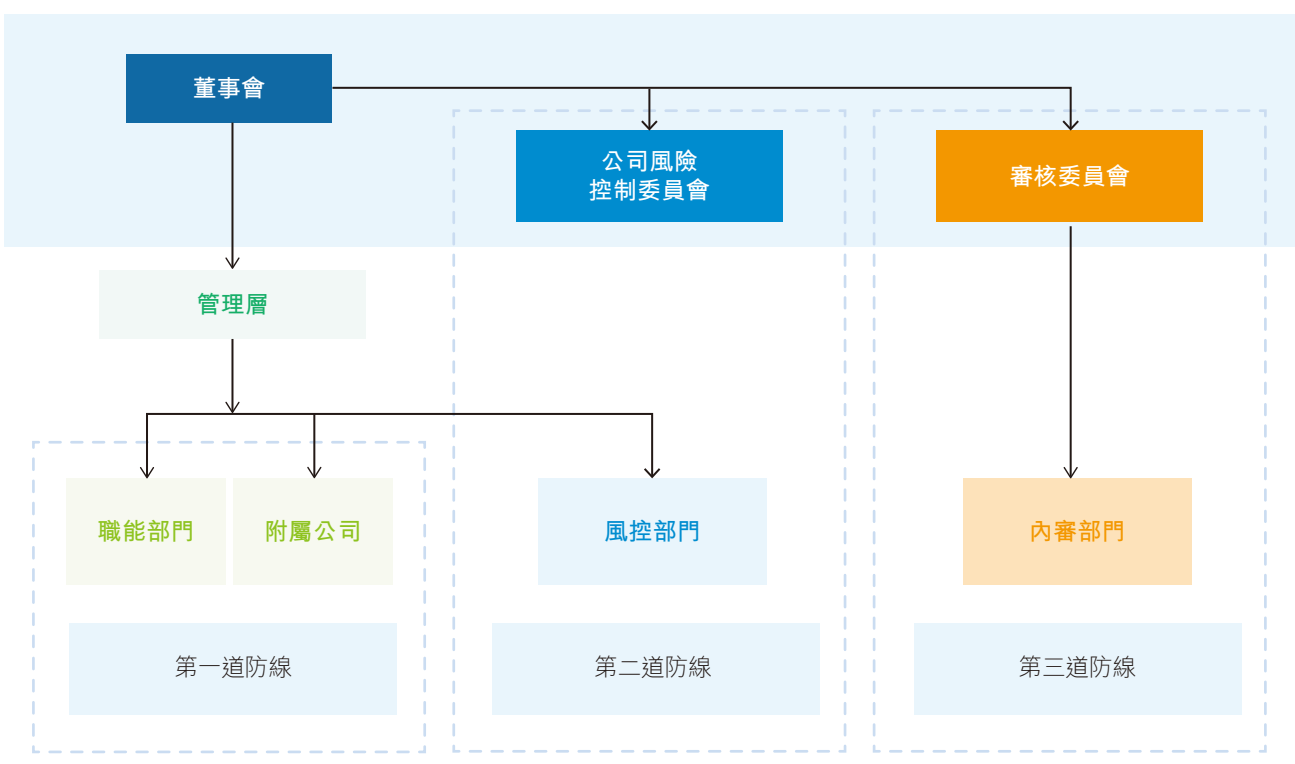 董事會
公司風險
控制委員會
審核委員會
管理層
職能部門
附屬公司
風控部門
內審部門
第一道防線
第二道防線
第三道防線